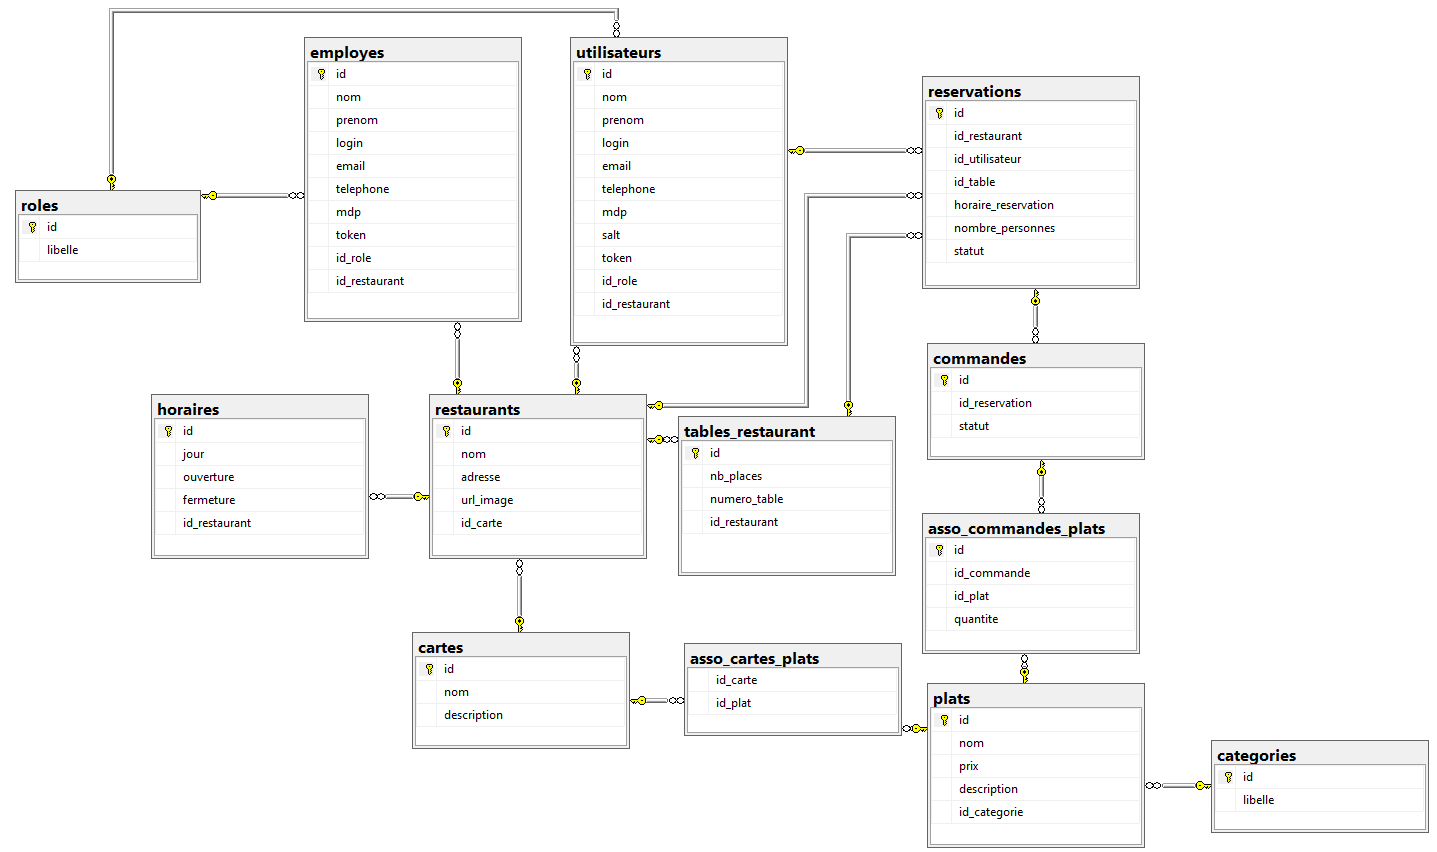 employes
id
nom
prenom
login
email
telephone
mdp
token
id_role
id_restaurant
utilisateurs
id
nom
prenom
login
email
telephone
mdp
salt
token
id_role
id_restaurant
reservations
id
id_restaurant
id_utilisateur
id_table
horaire_reservation
nombre_personnes
statut
roles
id
libelle
commandes
id
id_reservation
statut
horaires
id
jour
ouverture
fermeture
id_restaurant
restaurants
id
nom
adresse
url_image
id_carte
tables_restaurant
id
nb_places
numero_table
id_restaurant
asso_commandes_plats
id
id_commande
id_plat
quantite
cartes
id
nom
description
asso_cartes_plats
id_carte
id_plat
plats
id
nom
prix
description
id_categorie
categories
id
libelle